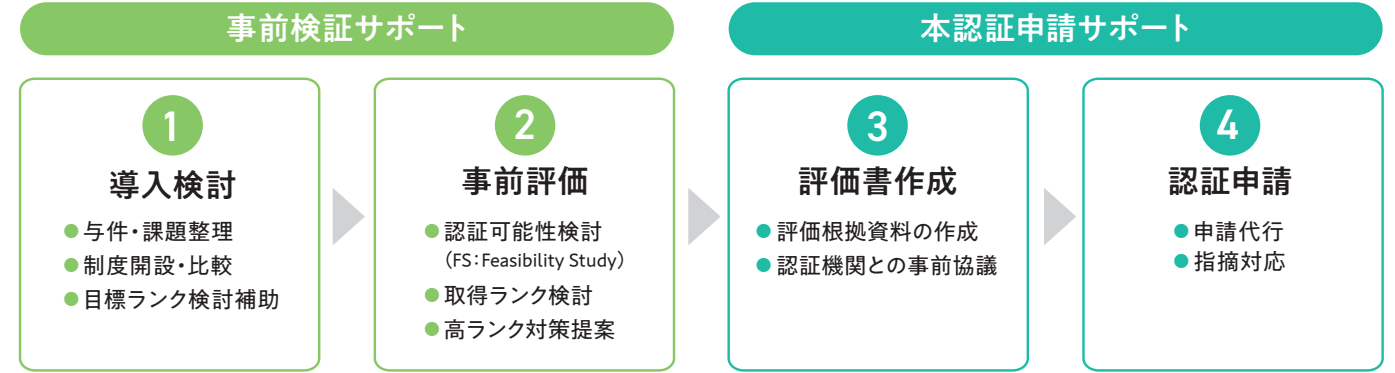 事前検証サポート
本認証申請サポート
1
導入検討
●与件・課題整理
●制度開設・比較
●目標ランク検討補助
2
事前評価
●認証可能性検討
（FS：Feasibility Study）
●取得ランク検討
●高ランク対策提案
3
評価書作成
●評価根拠資料の作成
●認証機関との事前協議
4
認証申請
●申請代行
●指摘対応